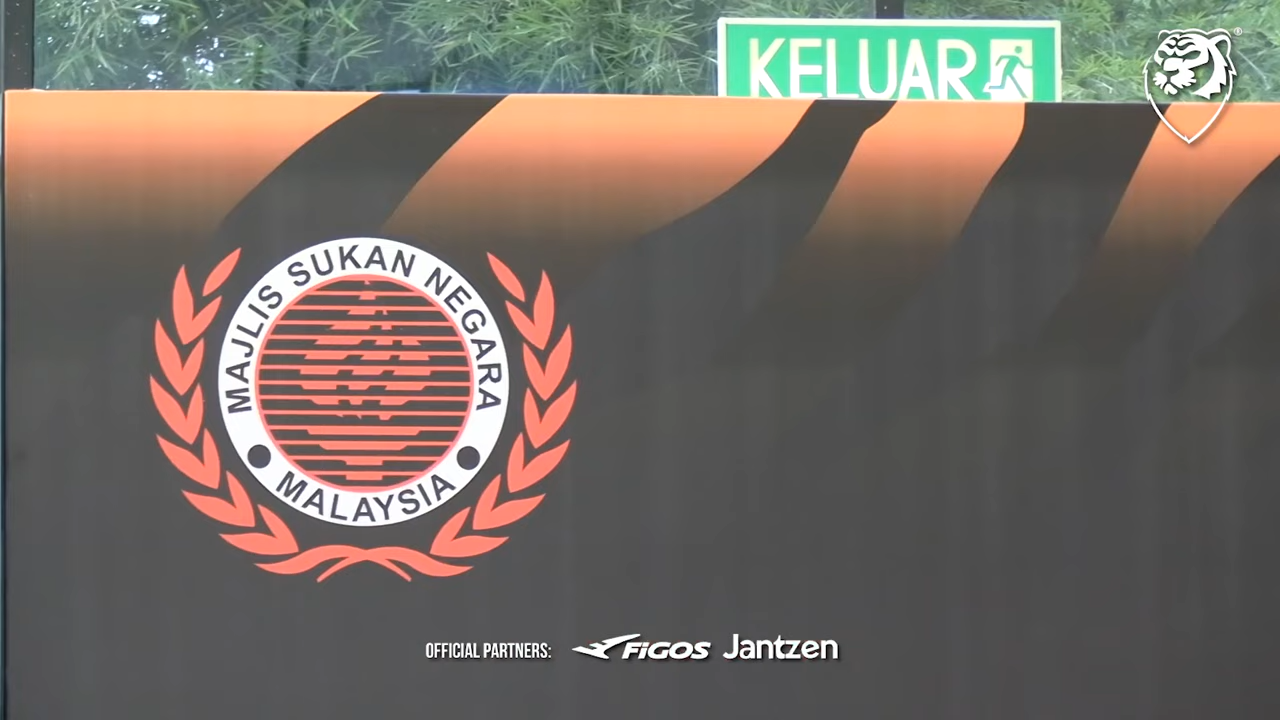 KELUAR
®
MAJLIS SUKAN NEGARA
MALAYSIA
OFFICIAL PARTNERS: FiGOS Jantzen